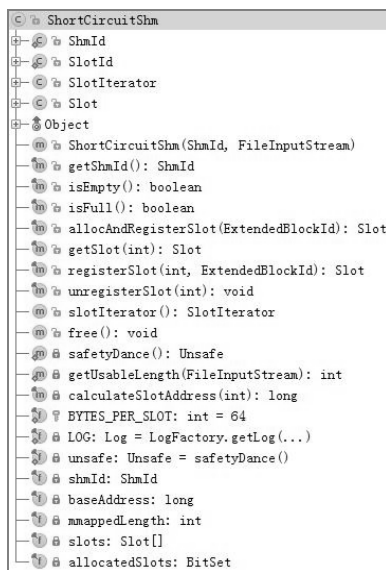 ShortCircuitShm
ShmId
SlotId
SlotIterator
Slot
Object
ShortCircuitShm(ShmId, FileInputStream)
getShmId(): ShmId
isEmpty(): boolean
isFull(): boolean
allocAndRegisterSlot(ExtendedBlockId): Slot
getSlot(int): Slot
registerSlot(int, ExtendedBlockId): Slot
unregisterSlot(int): void
slotIterator(): SlotIterator
free(): void
safetyDance(): Unsafe
getUsableLength(FileInputStream): int
calculateSlotAddress(int): long
BYTES_PER_SLOT: int = 64
LOG: Log = LogFactory.getLog(...)
unsafe: Unsafe = safetyDance()
shmId: ShmId
baseAddress: long
mmappedLength: int
slots: Slot[]
allocatedSlots: BitSet